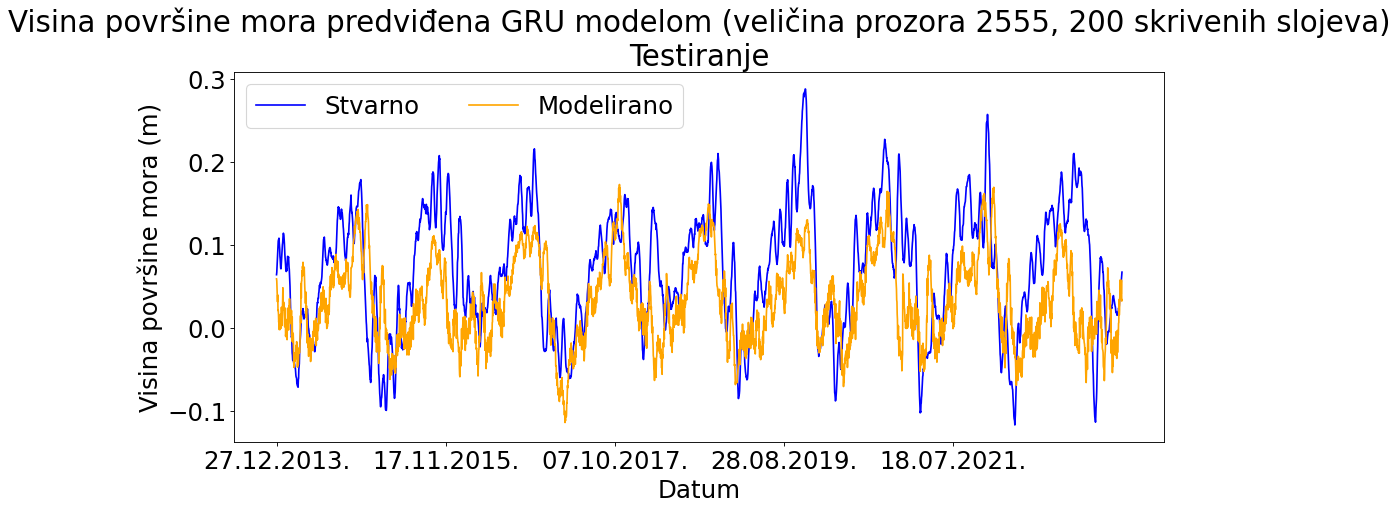 Visina površine mora predviđena GRU modelom (veličina prozora 2555, 200 skrivenih slojeva)
Testiranje
Stvarno Modelirano
Visina površine mora (m)
0.3
0.2
0.1
0.0
−0.1
27.12.2013. 17.11.2015. 07.10.2017. 28.08.2019. 18.07.2021.
Datum